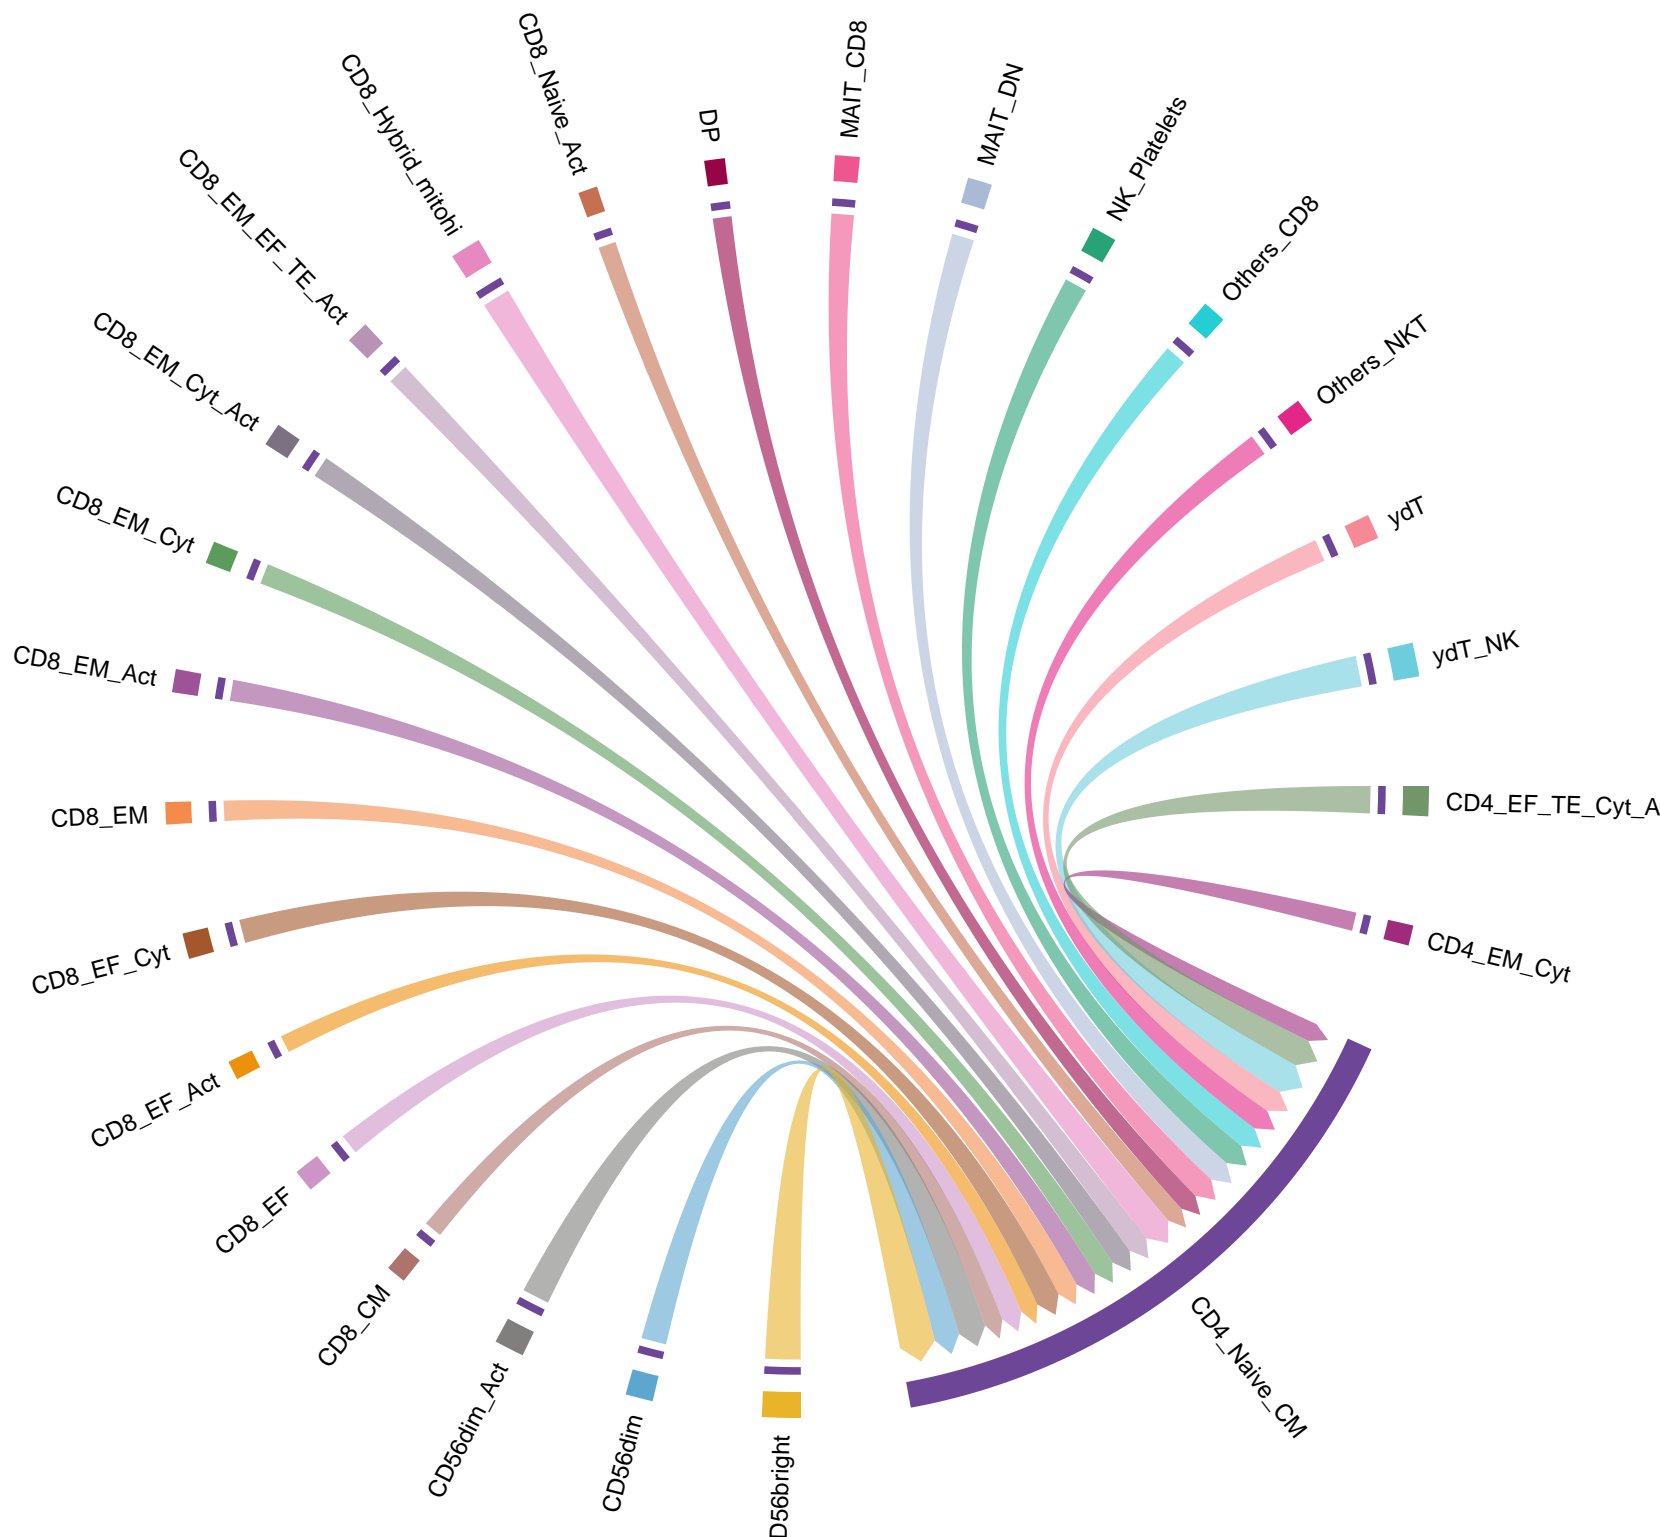 CD8_Naive_Act
DP
MAIT_CD8
MAIT_DN
NK_Platelets
Others_CD8
Others_NKT
ydT
ydT_NK
CD4_EF_TE_Cyt_A
CD4_EM_Cyt
CD4_Naive_CM
D56bright
CD56dim
CD56dim_Act
CD8_CM
CD8_EF
CD8_EF_Act
CD8_EF_Cyt
CD8_EM
CD8_EM_Act
CD8_EM_Cyt
CD8_EM_Cyt_Act
CD8_EM_EF_TE_Act
CD8_Hybrid_mitohi